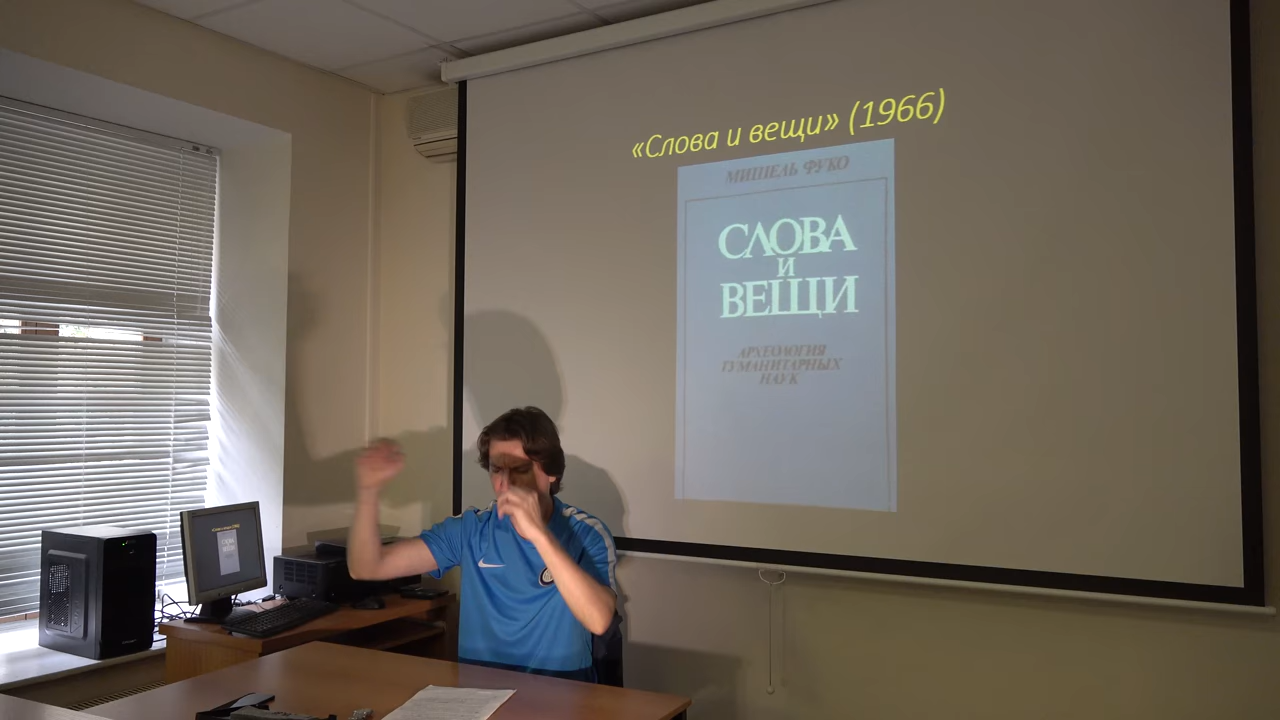 «Слова и вещи» (1966)
МИШЕЛЬ ФУКО
СЛОВА
И
ВЕЩИ
АРХЕОЛОГИЯ
ГУМАНИТАРНЫХ
НАУК